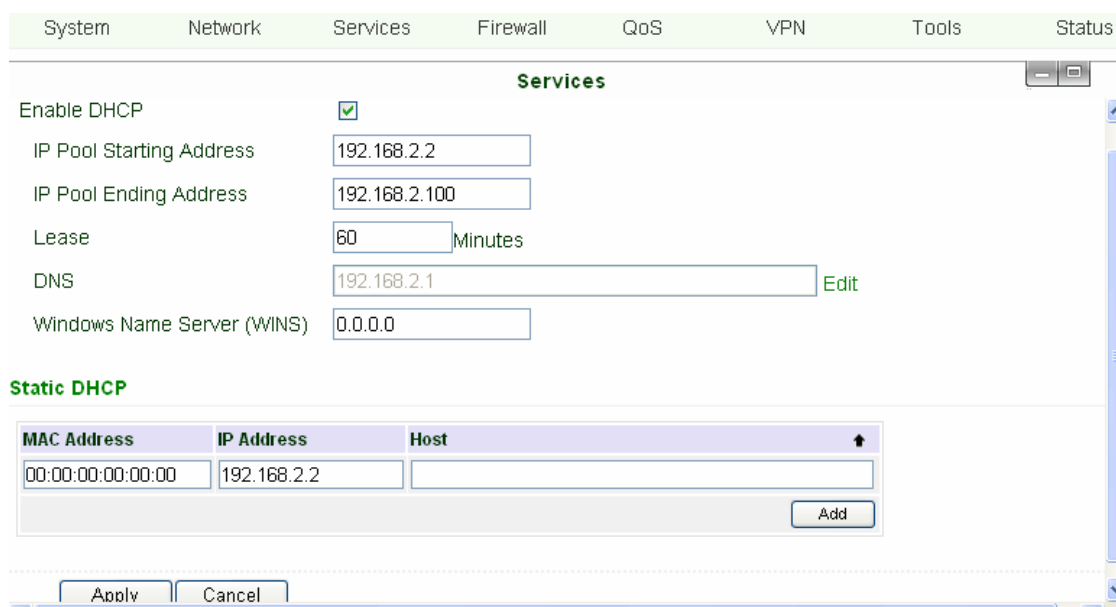 System Network Services Firewall QoS VPN Tools Status
Services
Enable DHCP
IP Pool Starting Address 192.168.2.2
IP Pool Ending Address 192.168.2.100
Lease 60 Minutes
DNS 192.168.2.1 Edit
Windows Name Server (WINS) 0.0.0.0
Static DHCP
MAC Address IP Address Host
00:00:00:00:00:00 192.168.2.2
Add
Apply Cancel